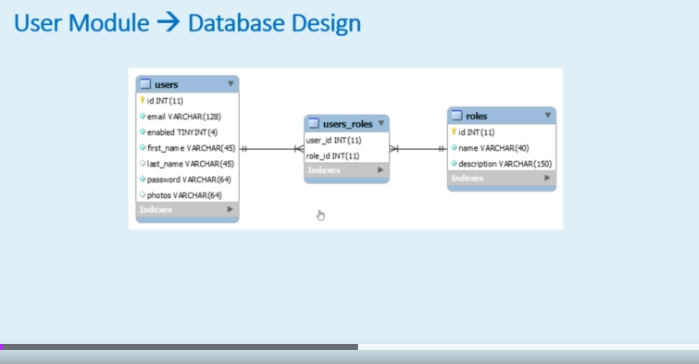 User Module → Database Design
users
id INT(11)
email VARCHAR(128)
enabled TINYINT(4)
first_name VARCHAR(45)
last_name VARCHAR(45)
password VARCHAR(64)
photos VARCHAR(64)
Indexes
users_roles
user_id INT(11)
role_id INT(11)
Indexes
roles
id INT(11)
name VARCHAR(40)
description VARCHAR(150)
Indexes